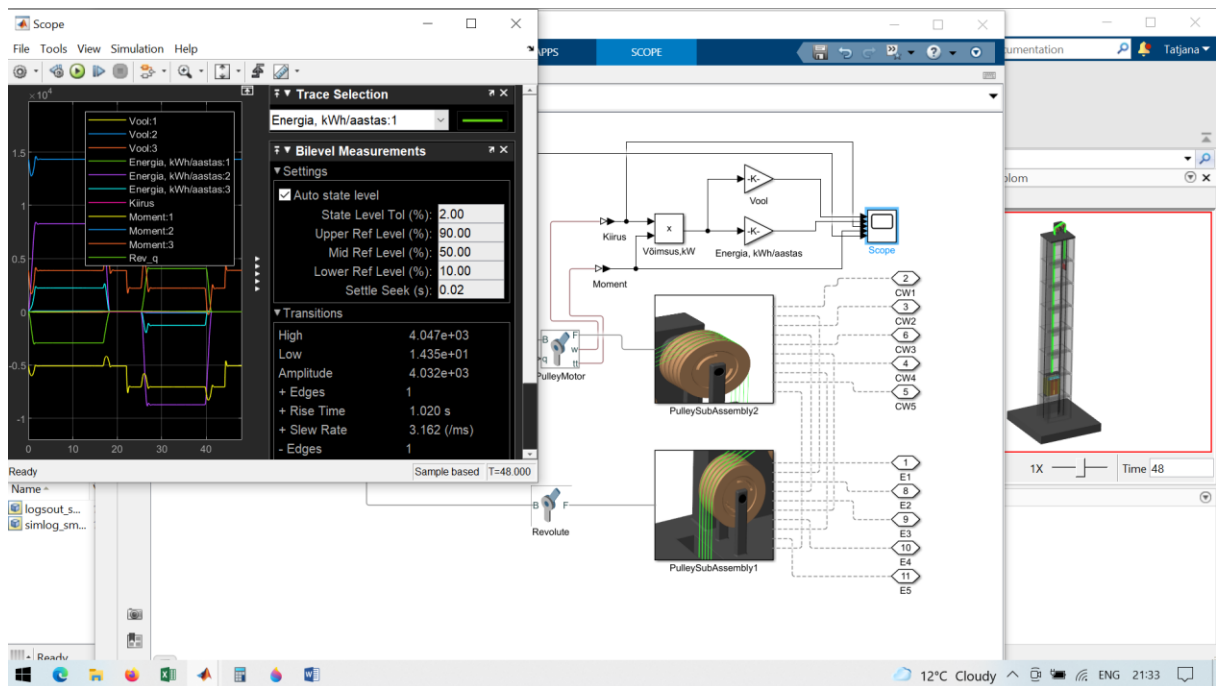 Scope
File Tools View Simulation Help
×10⁴
1.5
1
0.5
0
-0.5
-1
0 10 20 30 40
Vool:1
Vool:2
Vool:3
Energia, kWh/aastas:1
Energia, kWh/aastas:2
Energia, kWh/aastas:3
Kiirus
Moment:1
Moment:2
Moment:3
Rev_q
Trace Selection
Energia, kWh/aastas:1
Bilevel Measurements
Settings
Auto state level
State Level Tol (%): 2.00
Upper Ref Level (%): 90.00
Mid Ref Level (%): 50.00
Lower Ref Level (%): 10.00
Settle Seek (s): 0.02
Transitions
High 4.047e+03
Low 1.435e+01
Amplitude 4.032e+03
+ Edges 1
+ Rise Time 1.020 s
+ Slew Rate 3.162 (/ms)
- Edges 1
Ready
Sample based T=48.000
APPS SCOPE
umentation
Tatjana
plom
-K-
Vool
Kiirus
x
Võimsus,kW
-K-
Energia, kWh/aastas
Scope
Moment
B F
q w
tt
PulleyMotor
PulleySubAssembly2
2
CW1
3
CW2
6
CW3
4
CW4
5
CW5
B F
Revolute
PulleySubAssembly1
1
E1
8
E2
9
E3
10
E4
11
E5
1X
Time 48
Name
logsout_s...
simlog_sm...
Ready
12°C Cloudy
ENG
21:33